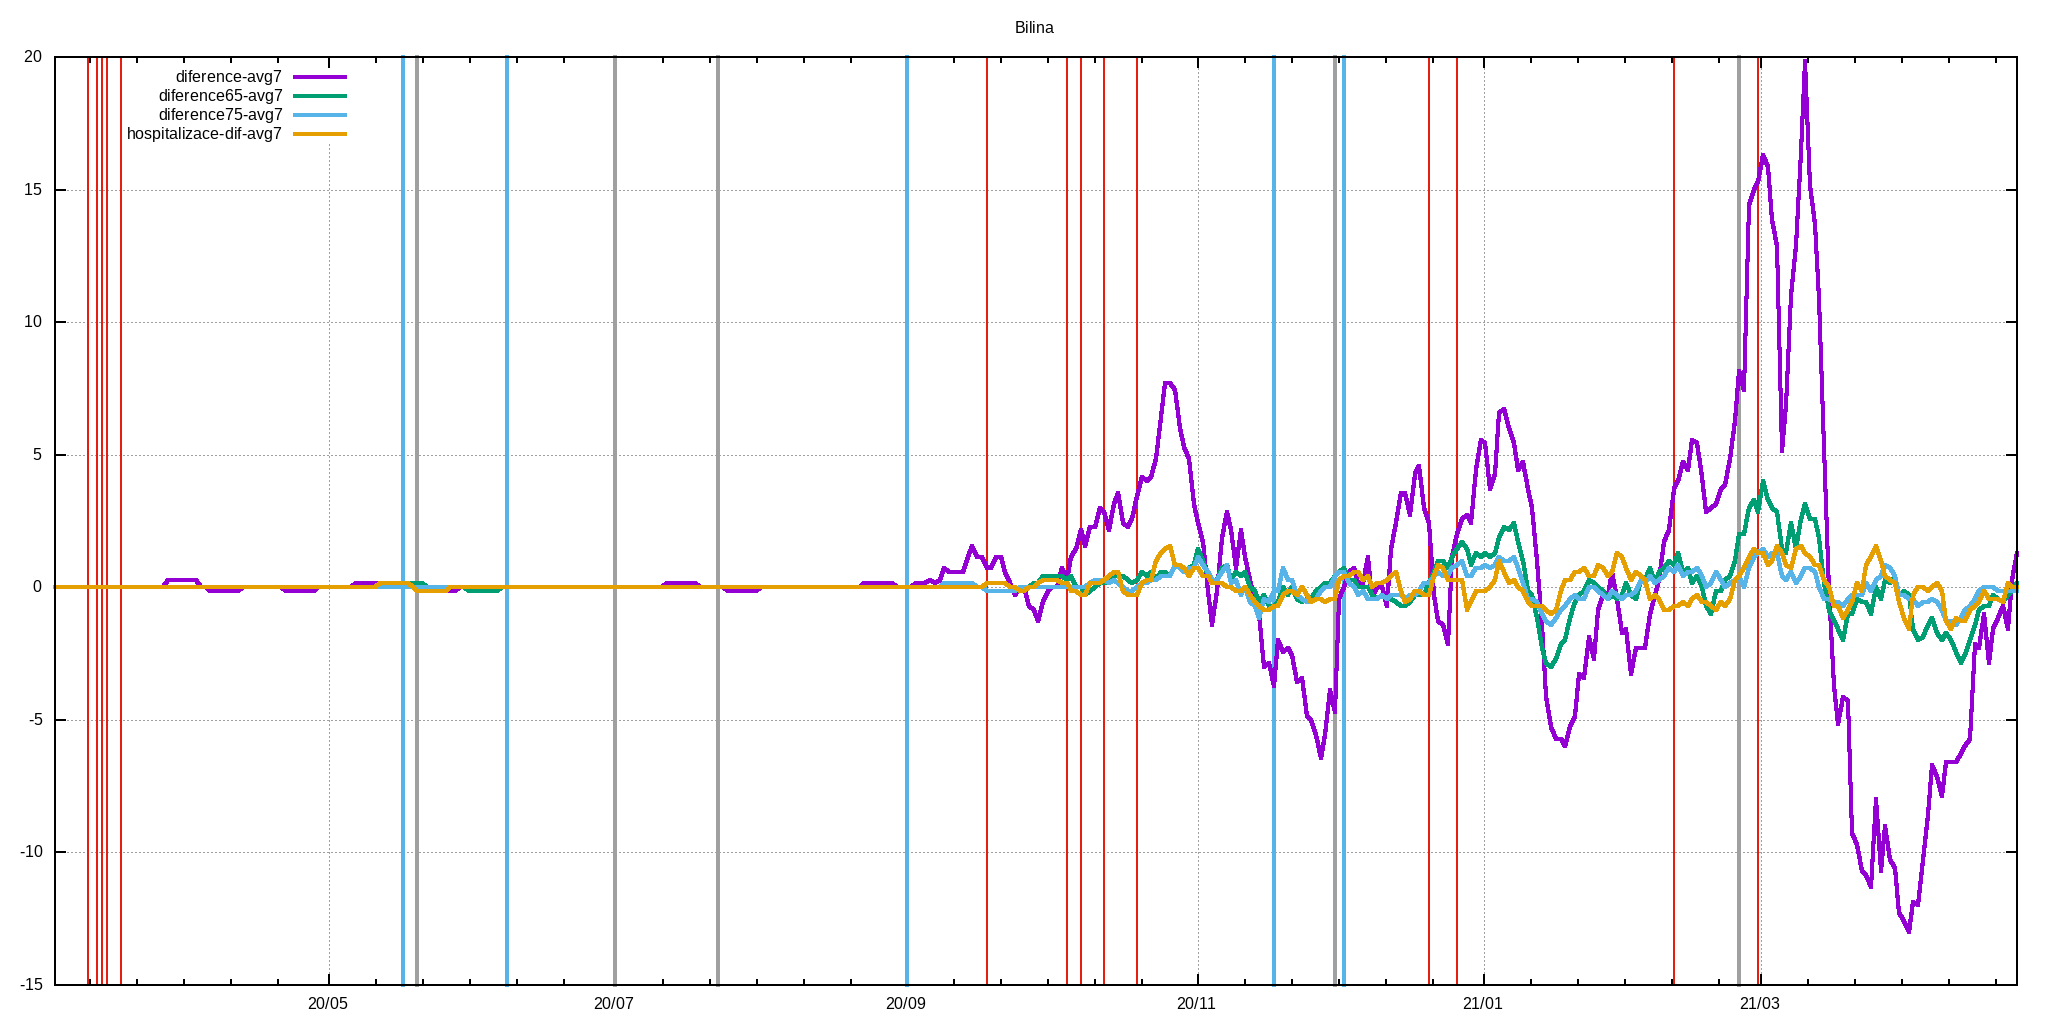 Bilina
20
diference-avg7
diference65-avg7
diference75-avg7
hospitalizace-dif-avg7
15
10
5
0
-5
-10
-15
20/05 20/07 20/09 20/11 21/01 21/03